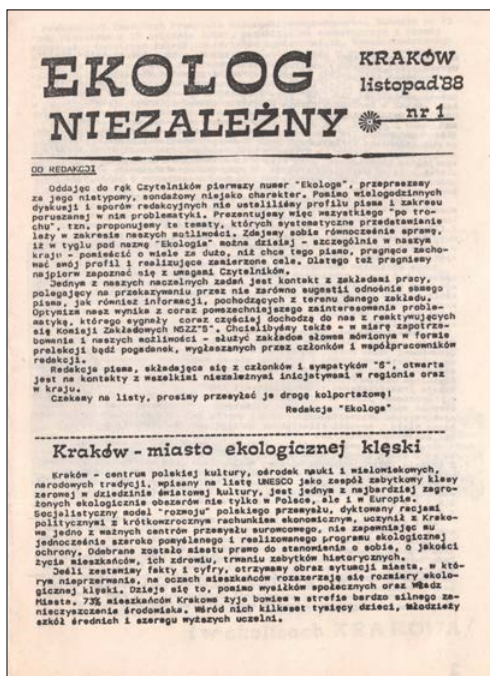 EKOLOG
NIEZALEŻNY
KRAKÓW
listopad'88
nr 1
OD REDAKCJI
Oddając do rąk Czytelników pierwszy numer "Ekologa", przepraszamy
za jego nietypowy, sondażowy niejako charakter. Pomimo wielogodzinnych
dyskusji i sporów redakcyjnych nie ustaliliśmy profilu pisma i zakresu
poruszanej w nim problematyki. Prezentujemy więc wszystkiego "po tro-
chu", tzn. proponujemy te tematy, których systematyczne przedstawianie
leży w zakresie naszych możliwości. Zdajemy sobie równocześnie sprawę,
iż w tyglu pod nazwą "Ekologia" można dzisiaj - szczególnie w naszym
kraju - pomieścić o wiele za dużo, niż chce tego pismo, pragnące zacho-
wać swój profil i realizujące zamierzone cele. Dlatego też pragniemy
najpierw zapoznać się z uwagami Czytelników.
Jednym z naszych naczelnych zadań jest kontakt z zakładami pracy,
polegający na przekazywaniu przez nie zarówno sugestii odnośnie samego
pisma, jak również informacji, pochodzących z terenu danego zakładu.
Optymizm nasz wynika z coraz powszechniejszego zainteresowania proble-
matyką, którego sygnały coraz częściej dochodzą do nas z reaktywujących
się Komisji Zakładowych NSZZ"S". Chcielibyśmy także - w miarę zapotrze-
bowania i naszych możliwości - służyć zakładom słowem mówionym w formie
prelekcji bądź pogadanek, wygłaszanych przez członków i współpracowników
redakcji.
Redakcja pisma, składająca się z członków i sympatyków "S", otwarta
jest na kontakty z wszelkimi niezależnymi inicjatywami w regionie oraz
w kraju.
Czekamy na listy, prosimy przesyłać je drogą kolportażową!
Redakcja "Ekologa"
Kraków - miasto ekologicznej klęski
Kraków - centrum polskiej kultury, ośrodek nauki i wielowiekowych,
narodowych tradycji, wpisany na listę UNESCO jako zespół zabytkowy klasy
zerowej w dziedzinie światowej kultury, jest jednym z najbardziej zagro-
żonych ekologicznie obszarów nie tylko w Polsce, ale i w Europie.
Socjalistyczny model "rozwoju" polskiego przemysłu, dyktowany racjami
politycznymi z krótkowzrocznym rachunkiem ekonomicznym, uczynił z Krako-
wa jedno z ważnych centrów przemysłu surowcowego, nie zapewniając mu
jednocześnie szeroko pomyślanego i realizowanego programu ekologicznej
ochrony. Odebrane zostało miastu prawo do stanowienia o sobie, o jakości
życia mieszkańców, ich zdrowiu, trwaniu zabytków historycznych.
Jeśli zestawimy fakty i cyfry, otrzymamy obraz sytuacji miasta, w któ-
rym nieprzerwanie, na oczach mieszkańców rozszerzają się rozmiary ekolo-
gicznej klęski. Dzieje się to, pomimo wysiłków społecznych oraz Władz
Miasta. 73% mieszkańców Krakowa żyje bowiem w strefie bardzo silnego za-
nieczyszczenia środowiska. Wśród nich kilkaset tysięcy dzieci, młodzieży
szkół średnich i szeregu wyższych uczelni.